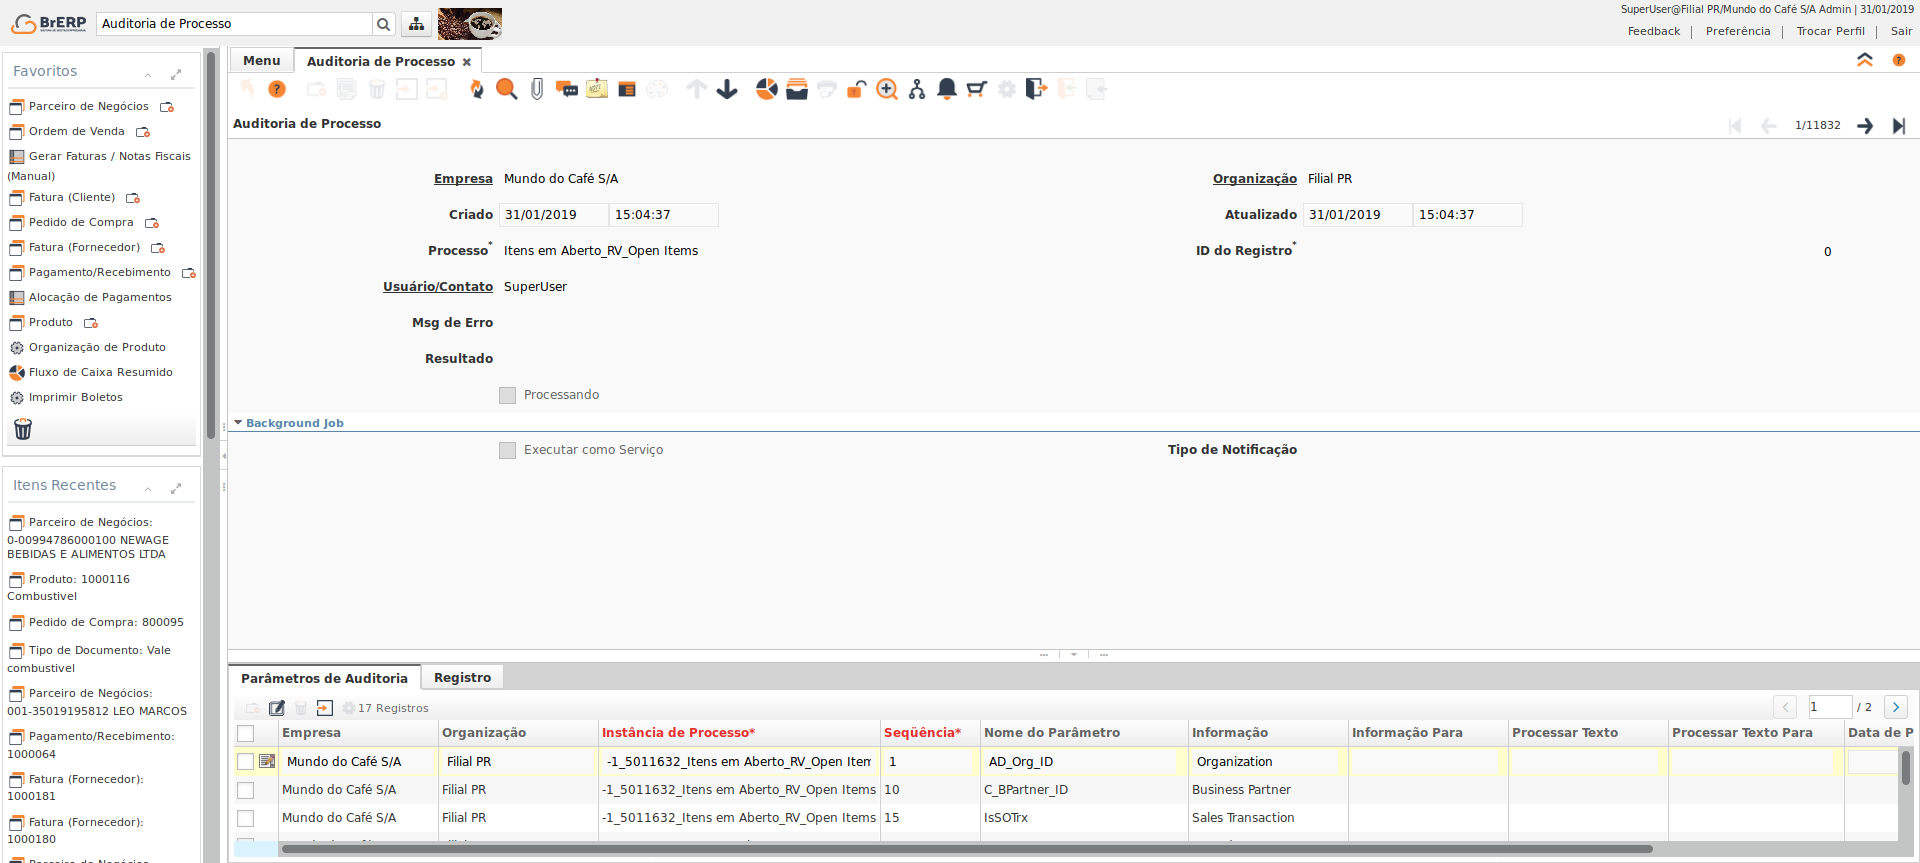 BrERP
Auditoria de Processo
SuperUser@Filial PR/Mundo do Café S/A Admin | 31/01/2019
Feedback | Preferência | Trocar Perfil | Sair
Favoritos
Parceiro de Negócios
Ordem de Venda
Gerar Faturas / Notas Fiscais
(Manual)
Fatura (Cliente)
Pedido de Compra
Fatura (Fornecedor)
Pagamento/Recebimento
Alocação de Pagamentos
Produto
Organização de Produto
Fluxo de Caixa Resumido
Imprimir Boletos
Itens Recentes
Parceiro de Negócios:
0-00994786000100 NEWAGE
BEBIDAS E ALIMENTOS LTDA
Produto: 1000116
Combustivel
Pedido de Compra: 800095
Tipo de Documento: Vale
combustivel
Parceiro de Negócios:
001-35019195812 LEO MARCOS
Pagamento/Recebimento:
1000064
Fatura (Fornecedor):
1000181
Fatura (Fornecedor):
1000180
Menu
Auditoria de Processo
Auditoria de Processo
1/11832
Empresa Mundo do Café S/A Organização Filial PR
Criado 31/01/2019 15:04:37 Atualizado 31/01/2019 15:04:37
Processo* Itens em Aberto_RV_Open Items ID do Registro* 0
Usuário/Contato SuperUser
Msg de Erro
Resultado
Processando
Background Job
Executar como Serviço Tipo de Notificação
Parâmetros de Auditoria Registro
17 Registros 1 / 2
Empresa Organização Instância de Processo* Seqüência* Nome do Parâmetro Informação Informação Para Processar Texto Processar Texto Para Data de P
Mundo do Café S/A Filial PR -1_5011632_Itens em Aberto_RV_Open Item 1 AD_Org_ID Organization
Mundo do Café S/A Filial PR -1_5011632_Itens em Aberto_RV_Open Items 10 C_BPartner_ID Business Partner
Mundo do Café S/A Filial PR -1_5011632_Itens em Aberto_RV_Open Items 15 IsSOTrx Sales Transaction